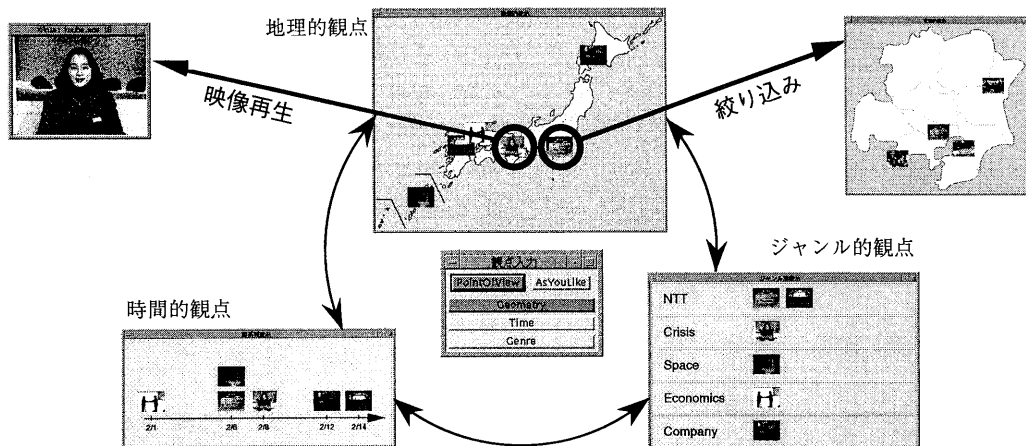 地理的観点
映像再生
絞り込み
ジャンル的観点
時間的観点
観点入力
PointOfView
AsYouLike
Geometry
Time
Genre
NTT
Crisis
Space
Economics
Company
2/1
2/6
2/8
2/12
2/14